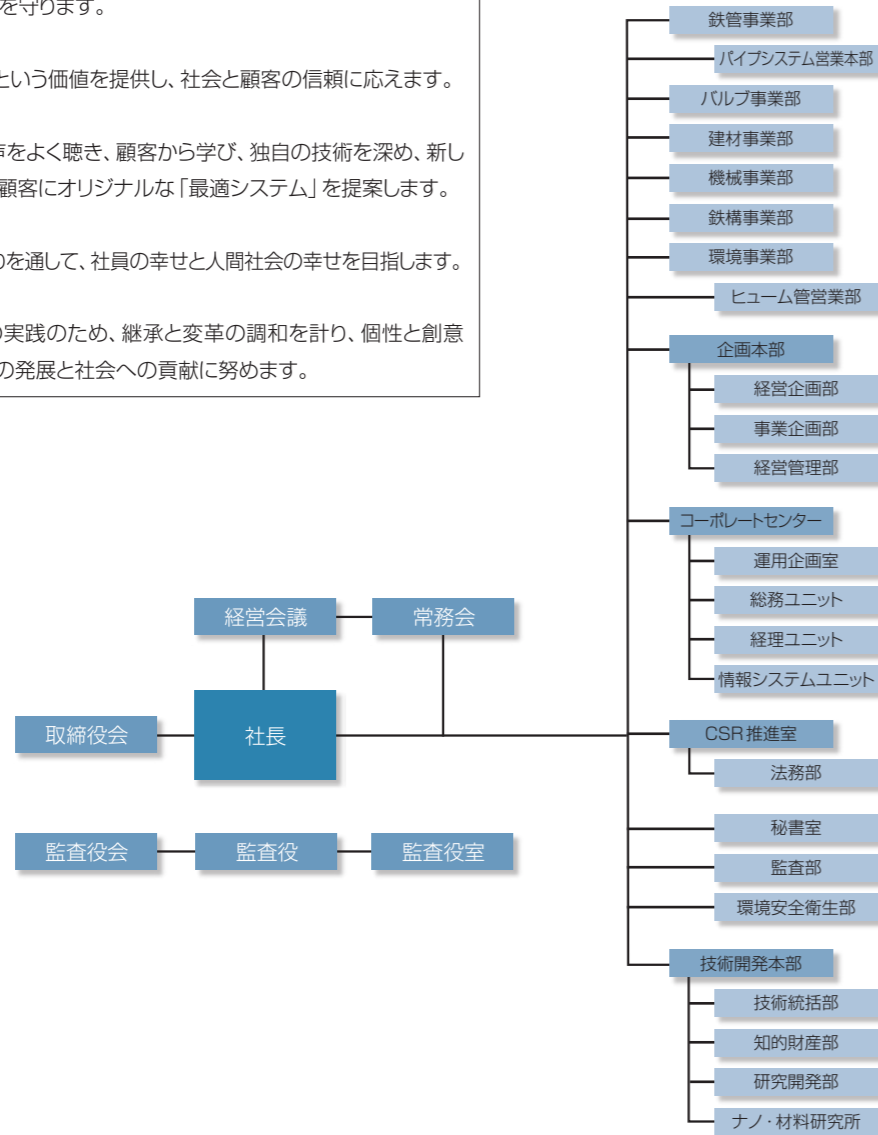 を守ります。
という価値を提供し、社会と顧客の信頼に応えます。
声をよく聴き、顧客から学び、独自の技術を深め、新し
顧客にオリジナルな「最適システム」を提案します。
を通して、社員の幸せと人間社会の幸せを目指します。
実践のため、継承と変革の調和を計り、個性と創意
の発展と社会への貢献に努めます。
鉄管事業部
パイプシステム営業本部
バルブ事業部
建材事業部
機械事業部
鉄構事業部
環境事業部
ヒューム管営業部
企画本部
経営企画部
事業企画部
経営管理部
コーポレートセンター
運用企画室
総務ユニット
経理ユニット
情報システムユニット
CSR推進室
法務部
秘書室
監査部
環境安全衛生部
技術開発本部
技術統括部
知的財産部
研究開発部
ナノ・材料研究所
経営会議
常務会
取締役会
社長
監査役会
監査役
監査役室